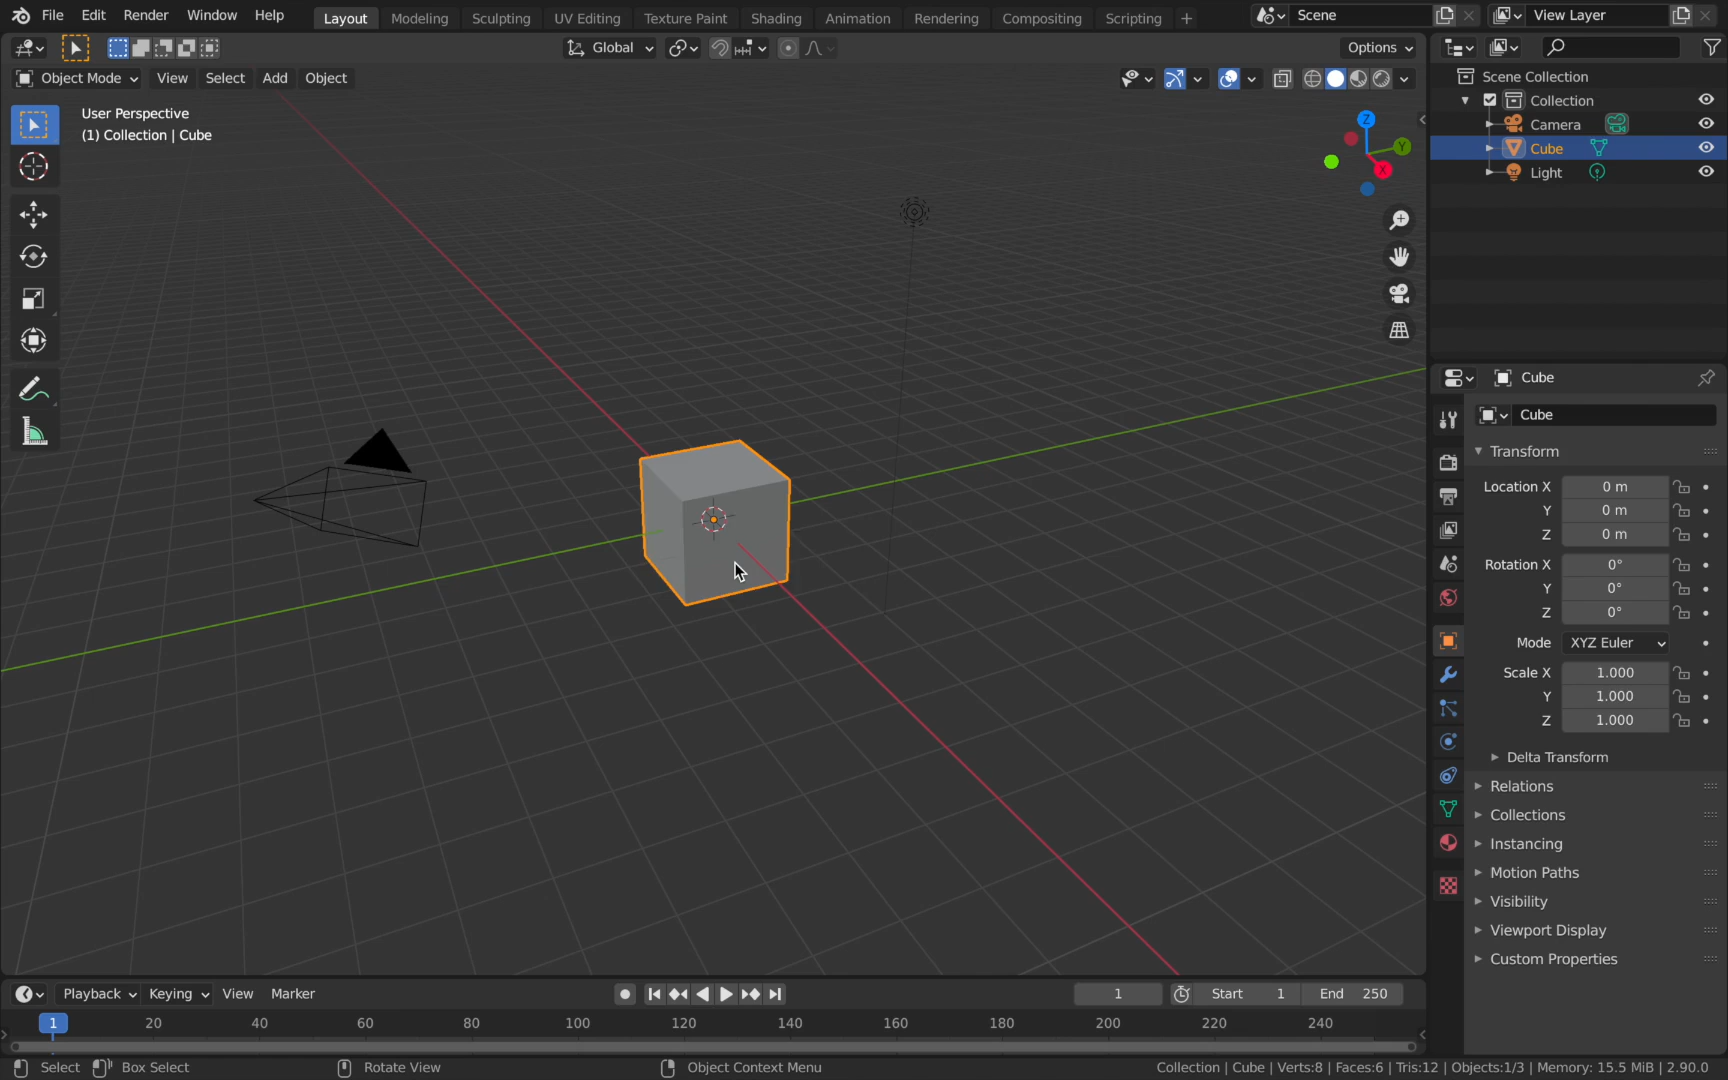 File Edit Render Window Help Layout Modeling Sculpting UV Editing Texture Paint Shading Animation Rendering Compositing Scripting + Scene View Layer
Global Options
Object Mode View Select Add Object
User Perspective
(1) Collection | Cube
Z
Y
X
Scene Collection
Collection
Camera
Cube
Light
Cube
Cube
Transform
Location X 0 m
Y 0 m
Z 0 m
Rotation X 0°
Y 0°
Z 0°
Mode XYZ Euler
Scale X 1.000
Y 1.000
Z 1.000
Delta Transform
Relations
Collections
Instancing
Motion Paths
Visibility
Viewport Display
Custom Properties
Playback Keying View Marker 1 Start 1 End 250
1 20 40 60 80 100 120 140 160 180 200 220 240
Select Box Select Rotate View Object Context Menu Collection | Cube | Verts:8 | Faces:6 | Tris:12 | Objects:1/3 | Memory: 15.5 MiB | 2.90.0